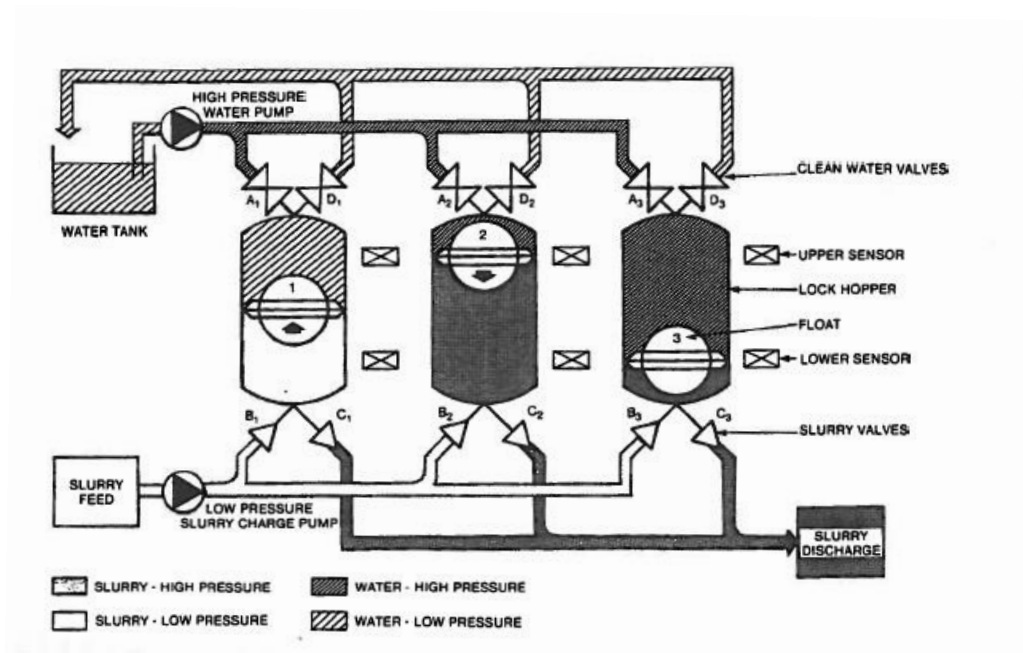 HIGH PRESSURE
WATER PUMP
CLEAN WATER VALVES
A1
D1
A2
D2
A3
D3
WATER TANK
2
UPPER SENSOR
1
LOCK HOPPER
FLOAT
3
LOWER SENSOR
B1
C1
B2
C2
B3
C3
SLURRY VALVES
SLURRY
FEED
LOW PRESSURE
SLURRY CHARGE PUMP
SLURRY
DISCHARGE
SLURRY - HIGH PRESSURE
WATER - HIGH PRESSURE
SLURRY - LOW PRESSURE
WATER - LOW PRESSURE